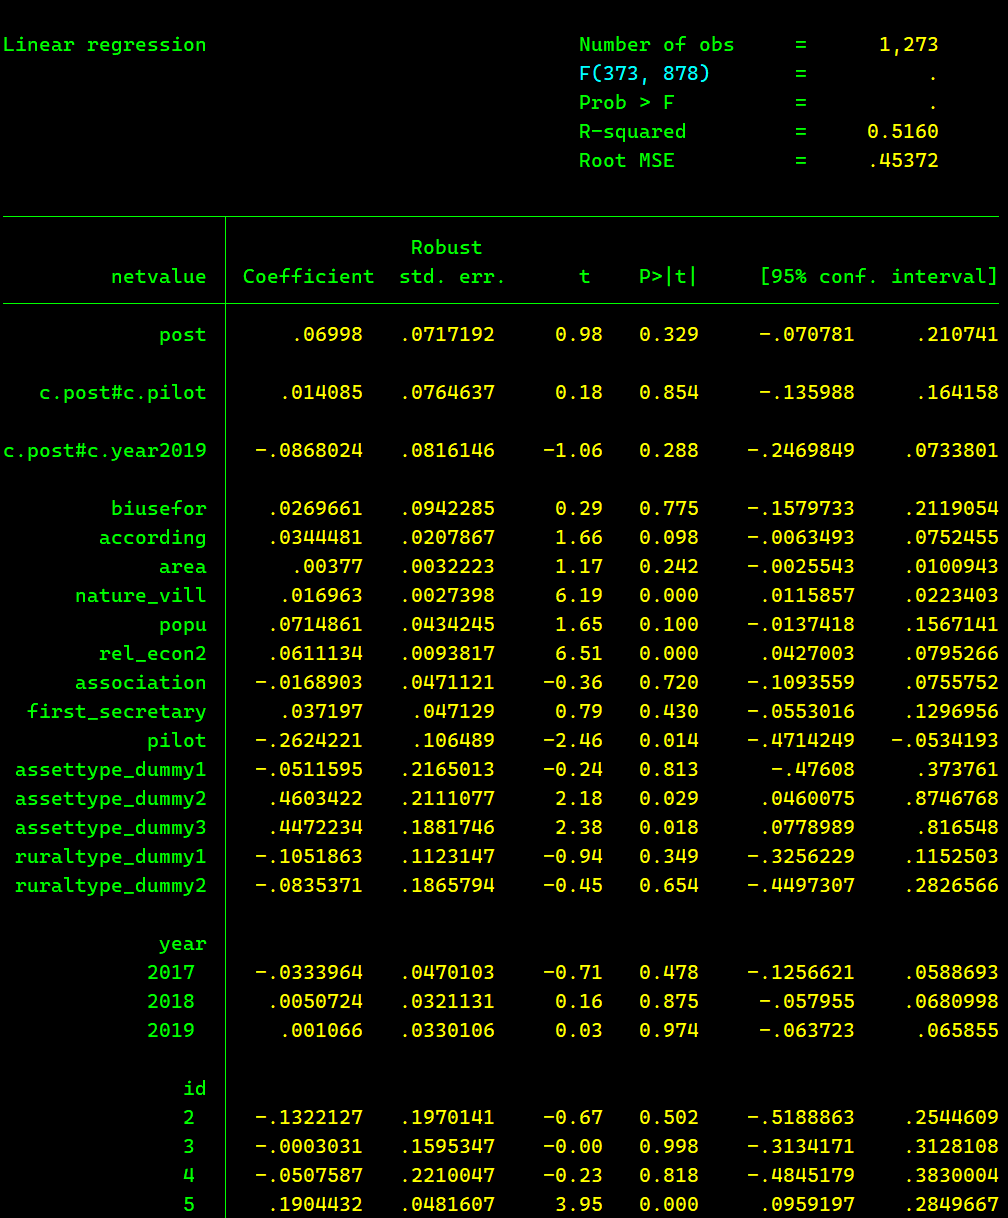 Linear regression Number of obs = 1,273
F(373, 878) = .
Prob > F = .
R-squared = 0.5160
Root MSE = .45372
Robust
netvalue Coefficient std. err. t P>|t| [95% conf. interval]
post .06998 .0717192 0.98 0.329 -.070781 .210741
c.post#c.pilot .014085 .0764637 0.18 0.854 -.135988 .164158
c.post#c.year2019 -.0868024 .0816146 -1.06 0.288 -.2469849 .0733801
biusefor .0269661 .0942285 0.29 0.775 -.1579733 .2119054
according .0344481 .0207867 1.66 0.098 -.0063493 .0752455
area .00377 .0032223 1.17 0.242 -.0025543 .0100943
nature_vill .016963 .0027398 6.19 0.000 .0115857 .0223403
popu .0714861 .0434245 1.65 0.100 -.0137418 .1567141
rel_econ2 .0611134 .0093817 6.51 0.000 .0427003 .0795266
association -.0168903 .0471121 -0.36 0.720 -.1093559 .0755752
first_secretary .037197 .047129 0.79 0.430 -.0553016 .1296956
pilot -.2624221 .106489 -2.46 0.014 -.4714249 -.0534193
assettype_dummy1 -.0511595 .2165013 -0.24 0.813 -.47608 .373761
assettype_dummy2 .4603422 .2111077 2.18 0.029 .0460075 .8746768
assettype_dummy3 .4472234 .1881746 2.38 0.018 .0778989 .816548
ruraltype_dummy1 -.1051863 .1123147 -0.94 0.349 -.3256229 .1152503
ruraltype_dummy2 -.0835371 .1865794 -0.45 0.654 -.4497307 .2826566
year
2017 -.0333964 .0470103 -0.71 0.478 -.1256621 .0588693
2018 .0050724 .0321131 0.16 0.875 -.057955 .0680998
2019 .001066 .0330106 0.03 0.974 -.063723 .065855
id
2 -.1322127 .1970141 -0.67 0.502 -.5188863 .2544609
3 -.0003031 .1595347 -0.00 0.998 -.3134171 .3128108
4 -.0507587 .2210047 -0.23 0.818 -.4845179 .3830004
5 .1904432 .0481607 3.95 0.000 .0959197 .2849667